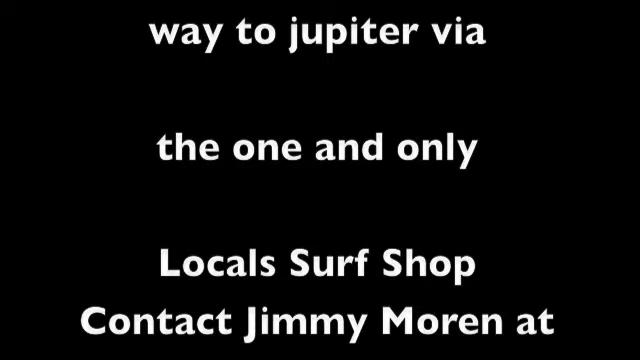 way to jupiter via
the one and only
Locals Surf Shop
Contact Jimmy Moren at